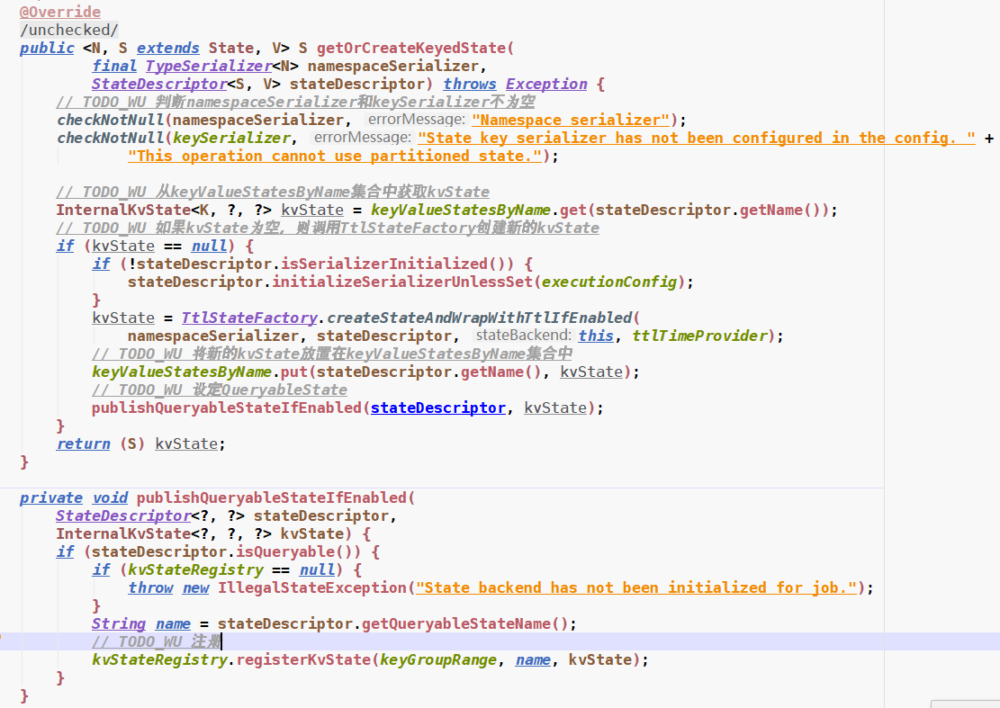 @Override
/unchecked/
public <N, S extends State, V> S getOrCreateKeyedState(
final TypeSerializer<N> namespaceSerializer,
StateDescriptor<S, V> stateDescriptor) throws Exception {
// TODO_WU 判断namespaceSerializer和keySerializer不为空
checkNotNull(namespaceSerializer, errorMessage: "Namespace serializer");
checkNotNull(keySerializer, errorMessage: "State key serializer has not been configured in the config. " +
"This operation cannot use partitioned state.");
// TODO_WU 从keyValueStatesByName集合中获取kvState
InternalKvState<K, ?, ?> kvState = keyValueStatesByName.get(stateDescriptor.getName());
// TODO_WU 如果kvState为空, 则调用TtlStateFactory创建新的kvState
if (kvState == null) {
if (!stateDescriptor.isSerializerInitialized()) {
stateDescriptor.initializeSerializerUnlessSet(executionConfig);
}
kvState = TtlStateFactory.createStateAndWrapWithTtlIfEnabled(
namespaceSerializer, stateDescriptor, stateBackend: this, ttlTimeProvider);
// TODO_WU 将新的kvState放置在keyValueStatesByName集合中
keyValueStatesByName.put(stateDescriptor.getName(), kvState);
// TODO_WU 设定QueryableState
publishQueryableStateIfEnabled(stateDescriptor, kvState);
}
return (S) kvState;
}
private void publishQueryableStateIfEnabled(
StateDescriptor<?, ?> stateDescriptor,
InternalKvState<?, ?, ?> kvState) {
if (stateDescriptor.isQueryable()) {
if (kvStateRegistry == null) {
throw new IllegalStateException("State backend has not been initialized for job.");
}
String name = stateDescriptor.getQueryableStateName();
// TODO_WU 注册
kvStateRegistry.registerKvState(keyGroupRange, name, kvState);
}
}